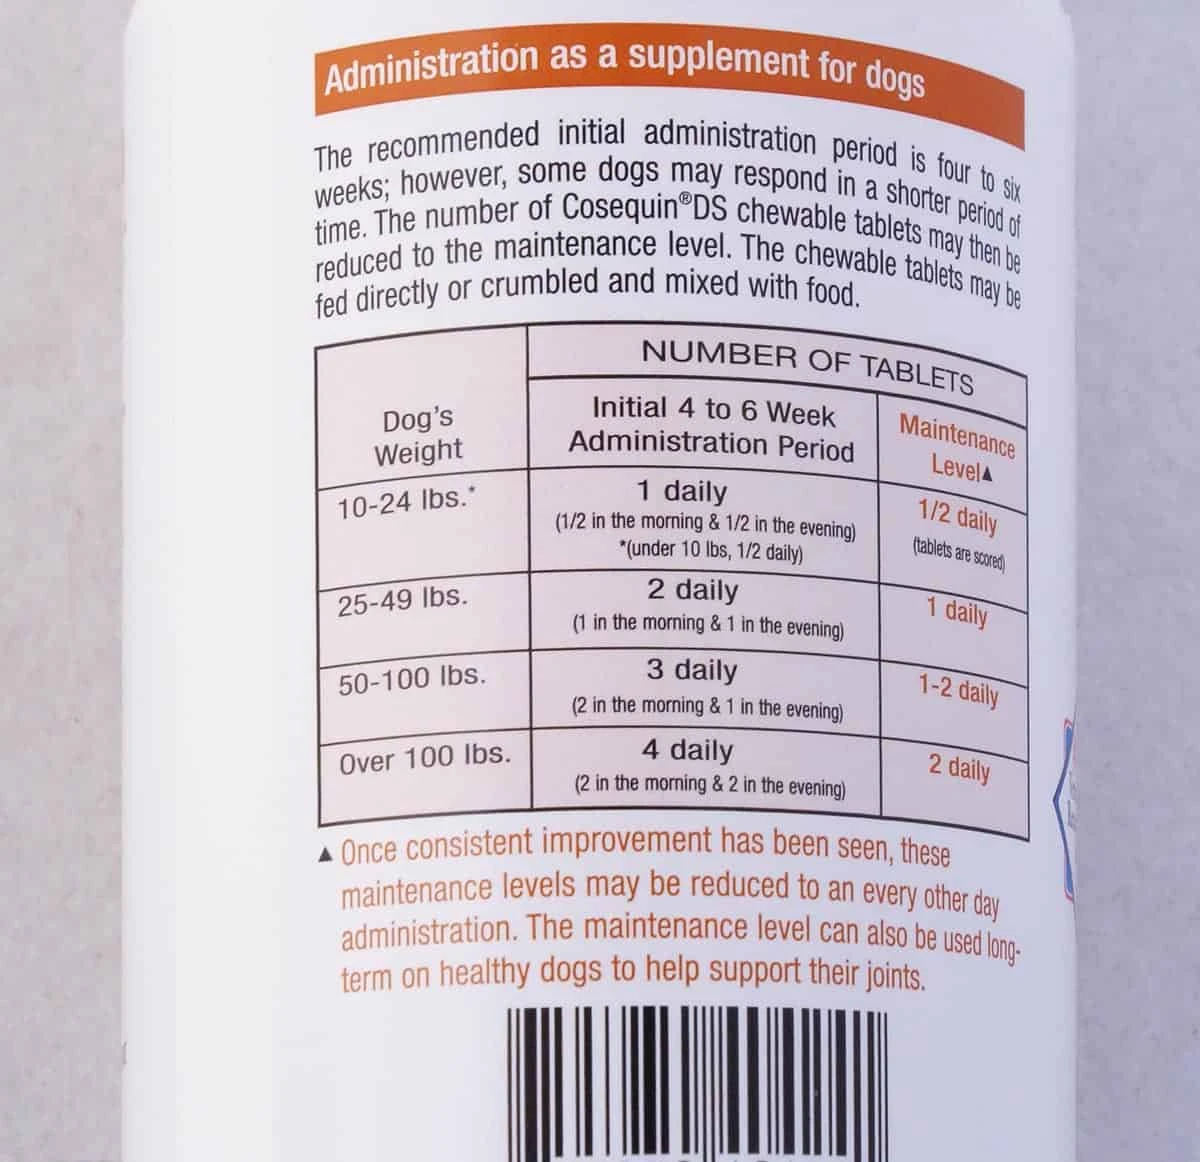 Administration as a supplement for dogs
The recommended initial administration period is four to six
weeks; however, some dogs may respond in a shorter period of
time. The number of Cosequin®DS chewable tablets may then be
reduced to the maintenance level. The chewable tablets may be
fed directly or crumbled and mixed with food.
NUMBER OF TABLETS
Dog's
Weight
Initial 4 to 6 Week
Administration Period
Maintenance
Level▲
10-24 lbs.*
1 daily
(1/2 in the morning & 1/2 in the evening)
*(under 10 lbs, 1/2 daily)
1/2 daily
(tablets are scored)
25-49 lbs.
2 daily
(1 in the morning & 1 in the evening)
1 daily
50-100 lbs.
3 daily
(2 in the morning & 1 in the evening)
1-2 daily
Over 100 lbs.
4 daily
(2 in the morning & 2 in the evening)
2 daily
▲ Once consistent improvement has been seen, these
maintenance levels may be reduced to an every other day
administration. The maintenance level can also be used long-
term on healthy dogs to help support their joints.